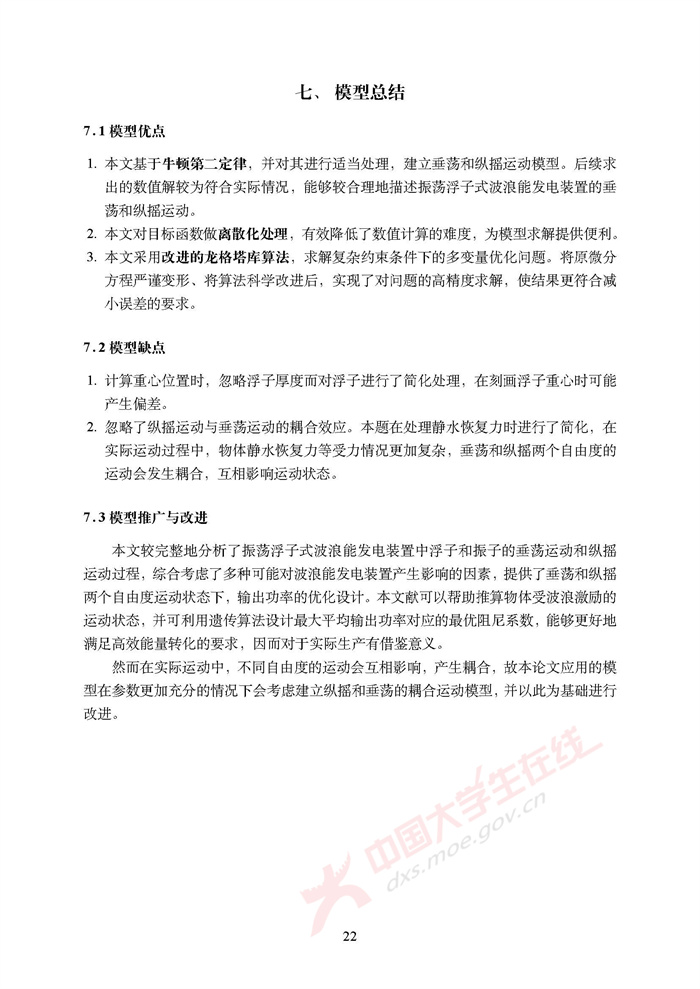 七、 模型总结
7.1 模型优点
1. 本文基于牛顿第二定律，并对其进行适当处理，建立垂荡和纵摇运动模型。后续求
出的数值解较为符合实际情况，能够较合理地描述振荡浮子式波浪能发电装置的垂
荡和纵摇运动。
2. 本文对目标函数做离散化处理，有效降低了数值计算的难度，为模型求解提供便利。
3. 本文采用改进的龙格塔库算法，求解复杂约束条件下的多变量优化问题。将原微分
方程严谨变形、将算法科学改进后，实现了对问题的高精度求解，使结果更符合减
小误差的要求。
7.2 模型缺点
1. 计算重心位置时，忽略浮子厚度而对浮子进行了简化处理，在刻画浮子重心时可能
产生偏差。
2. 忽略了纵摇运动与垂荡运动的耦合效应。本题在处理静水恢复力时进行了简化，在
实际运动过程中，物体静水恢复力等受力情况更加复杂，垂荡和纵摇两个自由度的
运动会发生耦合，互相影响运动状态。
7.3 模型推广与改进
本文较完整地分析了振荡浮子式波浪能发电装置中浮子和振子的垂荡运动和纵摇
运动过程，综合考虑了多种可能对波浪能发电装置产生影响的因素，提供了垂荡和纵摇
两个自由度运动状态下，输出功率的优化设计。本文献可以帮助推算物体受波浪激励的
运动状态，并可利用遗传算法设计最大平均输出功率对应的最优阻尼系数，能够更好地
满足高效能量转化的要求，因而对于实际生产有借鉴意义。
然而在实际运动中，不同自由度的运动会互相影响，产生耦合，故本论文应用的模
型在参数更加充分的情况下会考虑建立纵摇和垂荡的耦合运动模型，并以此为基础进行
改进。
中国大学生在线
dxs.moe.gov.cn
22